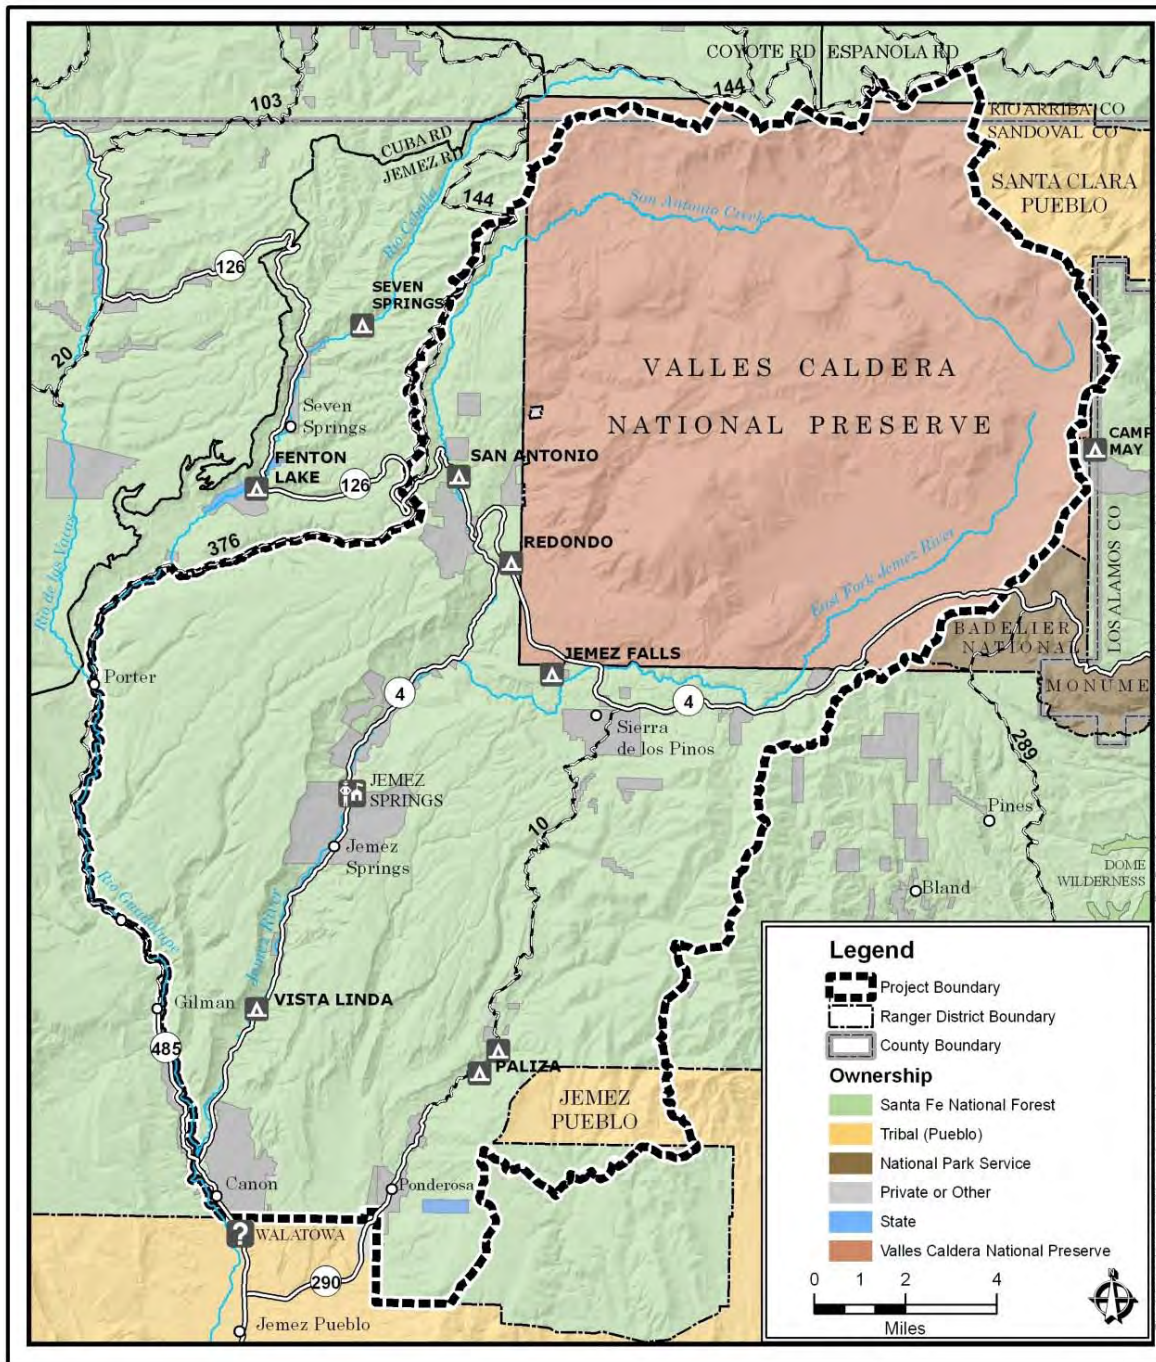 COYOTE RD
ESPANOLA RD
144
103
RIO ARRIBA CO
SANDOVAL CO
CUBA RD
JEMEZ RD
144
SANTA CLARA
PUEBLO
San Antonio Creek
Rio Cebolla
126
SEVEN
SPRINGS
20
VALLES CALDERA
NATIONAL PRESERVE
Seven
Springs
CAMP
MAY
SAN ANTONIO
FENTON
LAKE
126
376
REDONDO
East Fork Jemez River
LOS ALAMOS CO
Rio de las Vacas
BADELIER
NATIONAL
MONUME
JEMEZ FALLS
Porter
4
4
Sierra
de los Pinos
289
JEMEZ
SPRINGS
Pines
10
Jemez
Springs
DOME
WILDERNESS
Bland
Rio Guadalupe
Jemez River
Gilman
VISTA LINDA
485
PALIZA
JEMEZ
PUEBLO
Canon
Ponderosa
?
WALATOWA
290
Jemez Pueblo
Legend
Project Boundary
Ranger District Boundary
County Boundary
Ownership
Santa Fe National Forest
Tribal (Pueblo)
National Park Service
Private or Other
State
Valles Caldera National Preserve
0 1 2 4
Miles
N